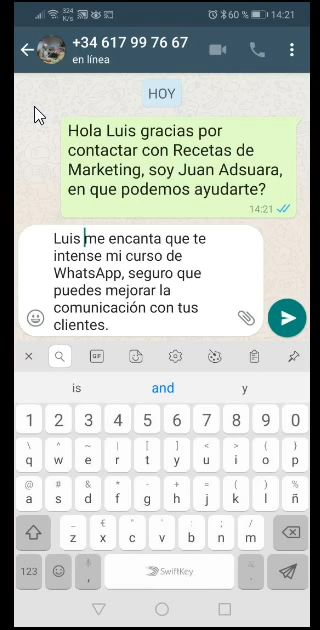 324 K/s 60 % 14:21
+34 617 99 76 67
en línea
HOY
Hola Luis gracias por
contactar con Recetas de
Marketing, soy Juan Adsuara,
en que podemos ayudarte?
14:21
Luis me encanta que te
intense mi curso de
WhatsApp, seguro que
puedes mejorar la
comunicación con tus
clientes.
GIF
is and y
1 2 3 4 5 6 7 8 9 0
\ ^ ~ | [ ] < > { }
q w e r t y u i o p
@ # & * - + = ( ) %
a s d f g h j k l ñ
_ € " ' : ; /
z x c v b n m
123 , SwiftKey .